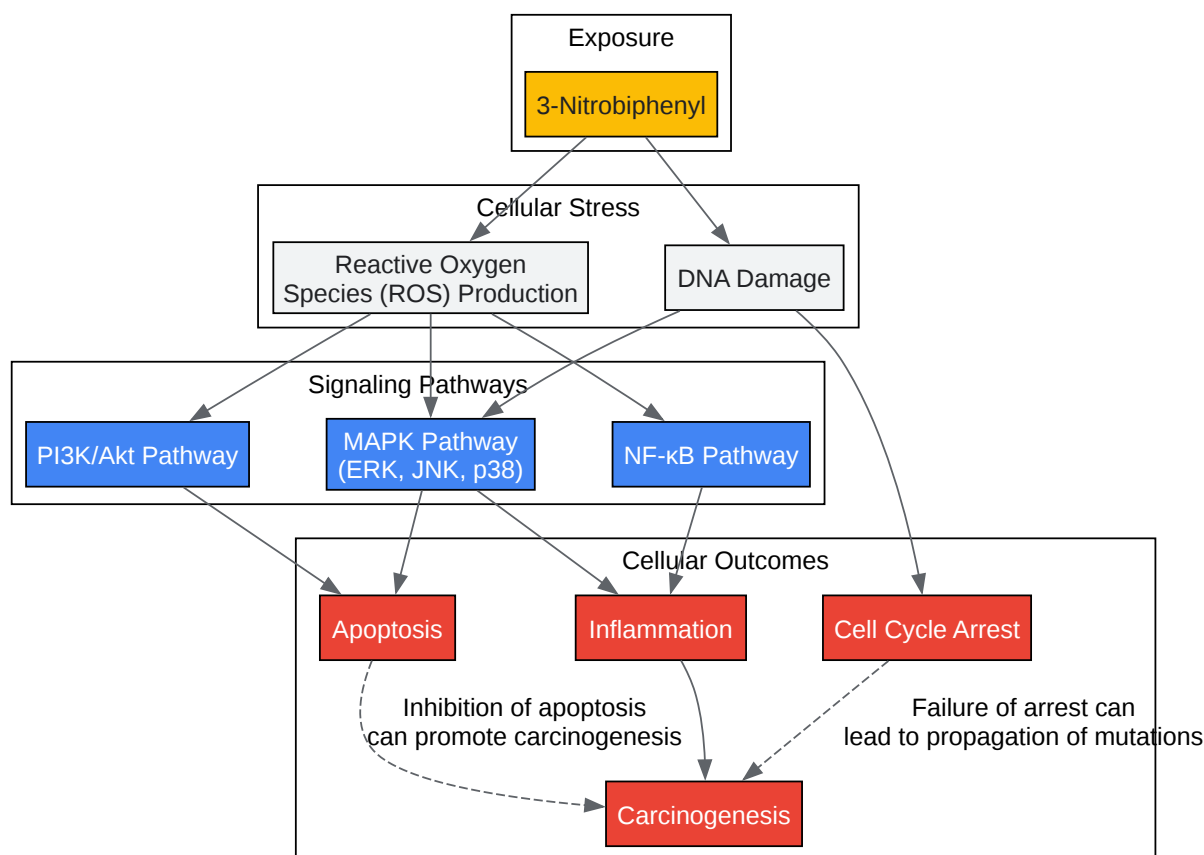 Exposure
3-Nitrobiphenyl
Cellular Stress
Reactive Oxygen
Species (ROS) Production
DNA Damage
Signaling Pathways
PI3K/Akt Pathway
MAPK Pathway
(ERK, JNK, p38)
NF-κB Pathway
Cellular Outcomes
Apoptosis
Inflammation
Cell Cycle Arrest
Inhibition of apoptosis
can promote carcinogenesis
Failure of arrest can
lead to propagation of mutations
Carcinogenesis